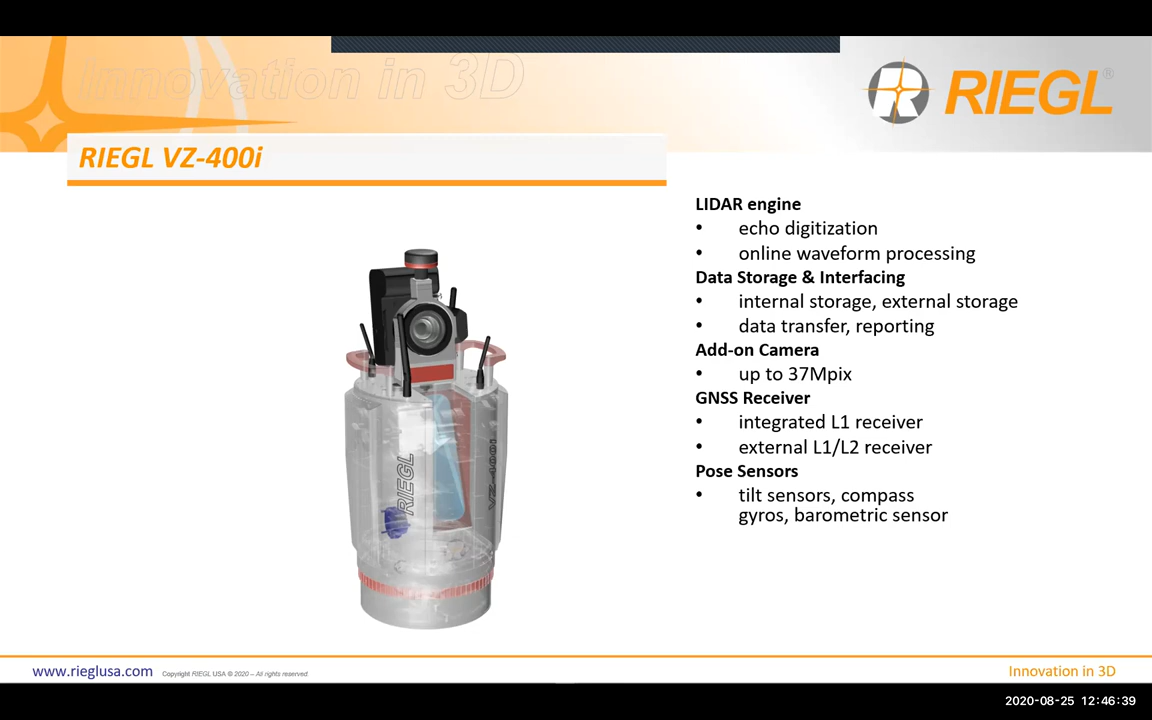 Innovation in 3D
RIEGL®
RIEGL VZ-400i
LIDAR engine
• echo digitization
• online waveform processing
Data Storage & Interfacing
• internal storage, external storage
• data transfer, reporting
Add-on Camera
• up to 37Mpix
GNSS Receiver
• integrated L1 receiver
• external L1/L2 receiver
Pose Sensors
• tilt sensors, compass
gyros, barometric sensor
RIEGL
VZ-400i
www.rieglusa.com
Copyright RIEGL USA © 2020 – All rights reserved.
Innovation in 3D
2020-08-25 12:46:39